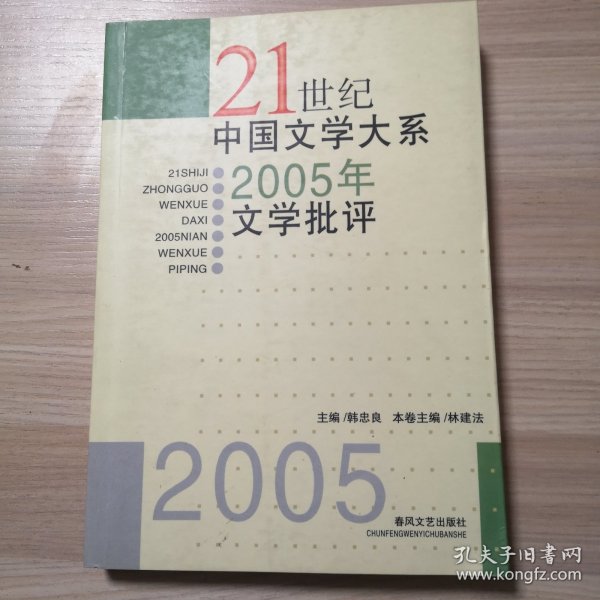 21世纪
中国文学大系
2005年
文学批评
21SHIJI
ZHONGGUO
WENXUE
DAXI
2005NIAN
WENXUE
PIPING
主编/韩忠良 本卷主编/林建法
2005
春风文艺出版社
CHUNFENGWENYICHUBANSHE
孔夫子旧书网
www.kongfz.com